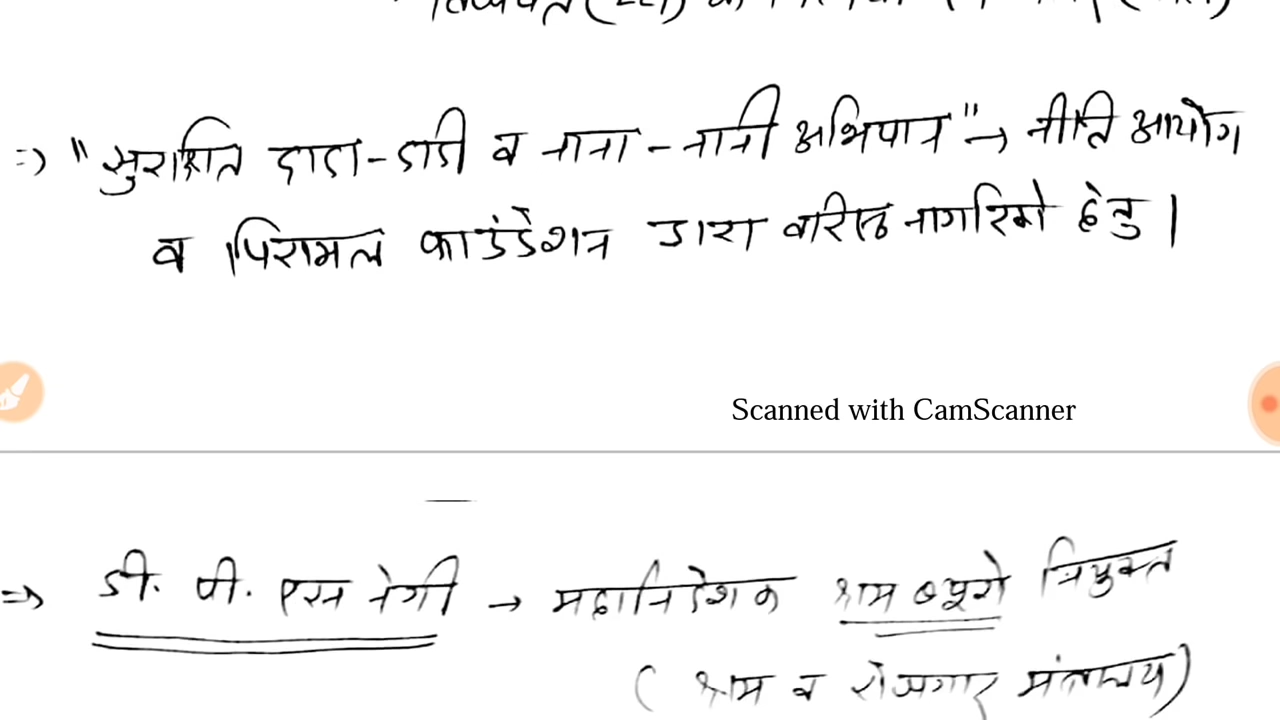 => "सुरक्षित दादा-दादी व नाना-नानी अभियान" → नीति आयोग
व पिरामल फाउंडेशन द्वारा वरिष्ठ नागरिको हेतु।
Scanned with CamScanner
=> डी. पी. एस नेगी → महानिदेशक श्रम ब्यूरो नियुक्त
( श्रम व रोजगार मंत्रालय)